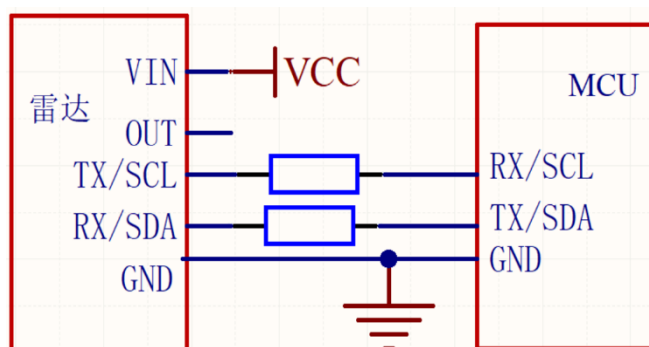 VIN
VCC
MCU
雷达
OUT
TX/SCL
RX/SCL
RX/SDA
TX/SDA
GND
GND